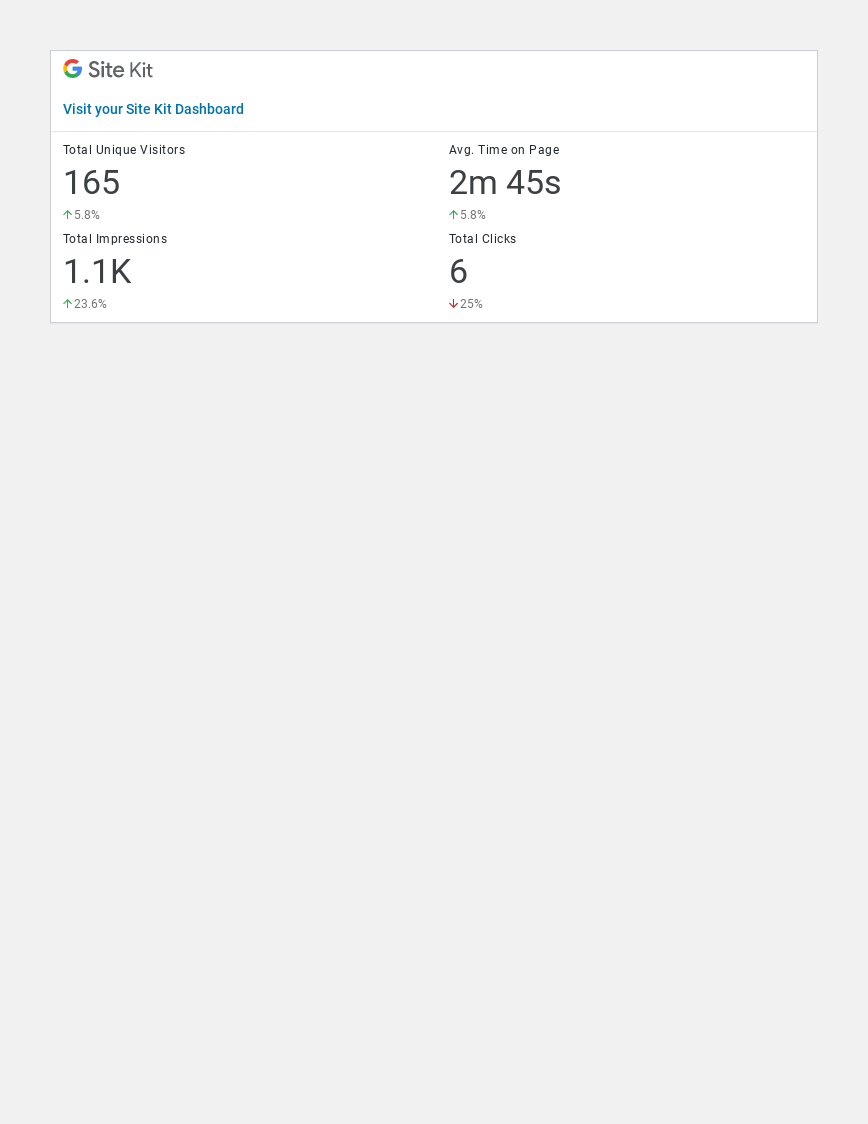 Site Kit
Visit your Site Kit Dashboard
Total Unique Visitors
165
5.8%
Avg. Time on Page
2m 45s
5.8%
Total Impressions
1.1K
23.6%
Total Clicks
6
25%